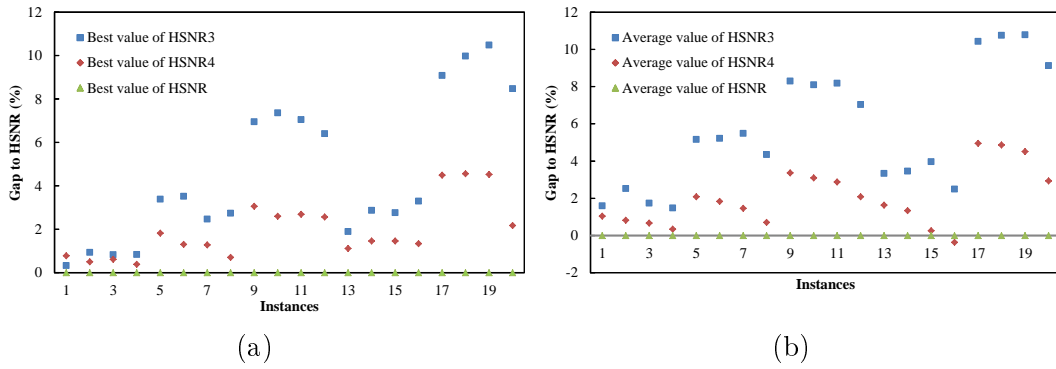 12
10
8
6
4
2
0
Gap to HSNR (%)
Best value of HSNR3
Best value of HSNR4
Best value of HSNR
1 3 5 7 9 11 13 15 17 19
Instances
(a)
12
10
8
6
4
2
0
-2
Gap to HSNR (%)
Average value of HSNR3
Average value of HSNR4
Average value of HSNR
1 3 5 7 9 11 13 15 17 19
Instances
(b)